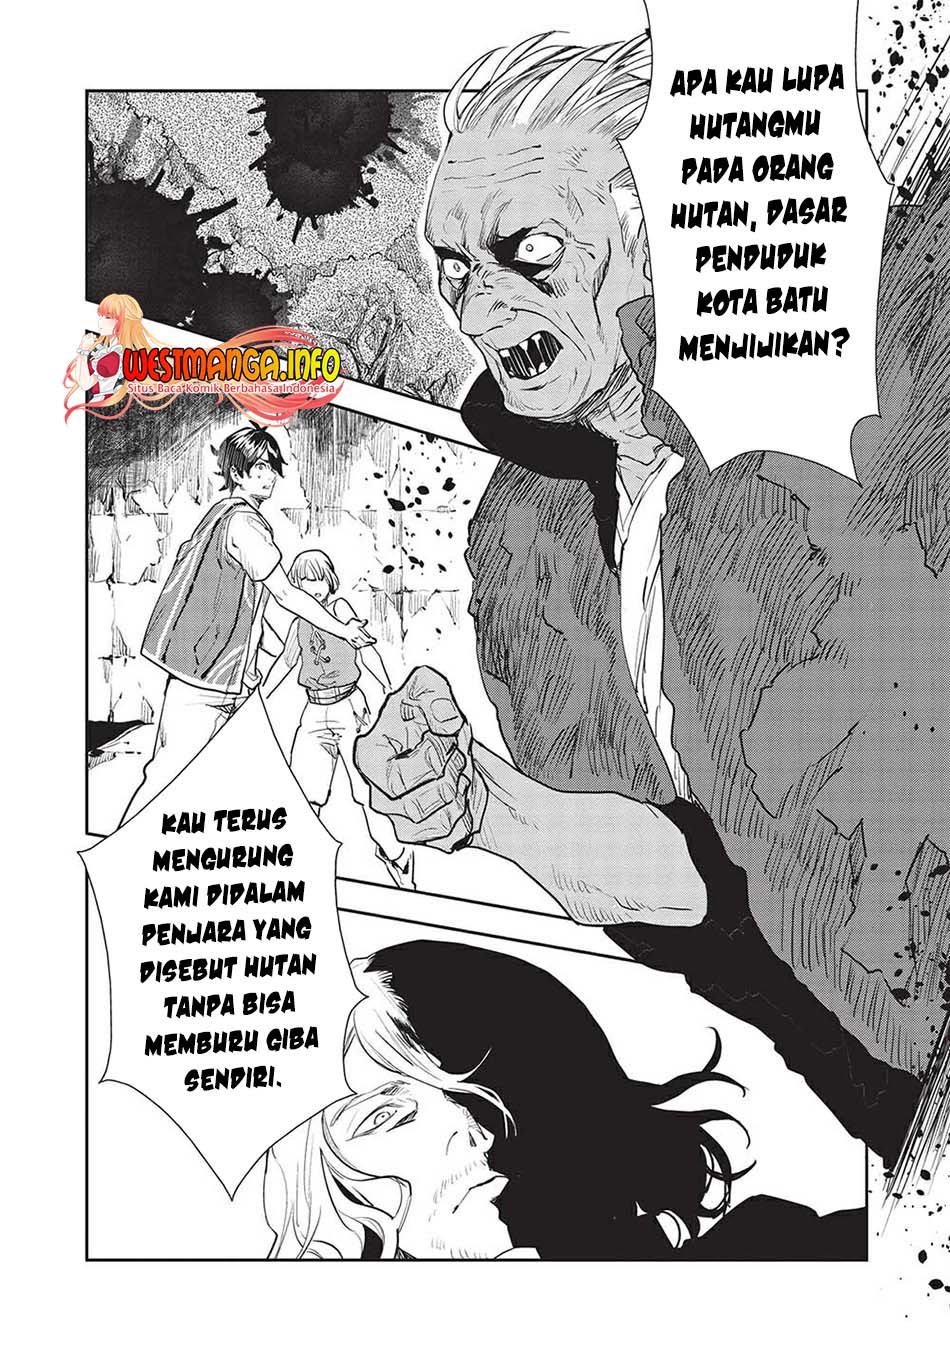 APA KAU LUPA
HUTANGMU
PADA ORANG
HUTAN, DASAR
PENDUDUK
KOTA BATU
MENJIJIKAN?
WESTMANGA.INFO
Situs Baca Komik Berbahasa Indonesia
KAU TERUS
MENGURUNG
KAMI DIDALAM
PENJARA YANG
DISEBUT HUTAN
TANPA BISA
MEMBURU GIBA
SENDIRI.